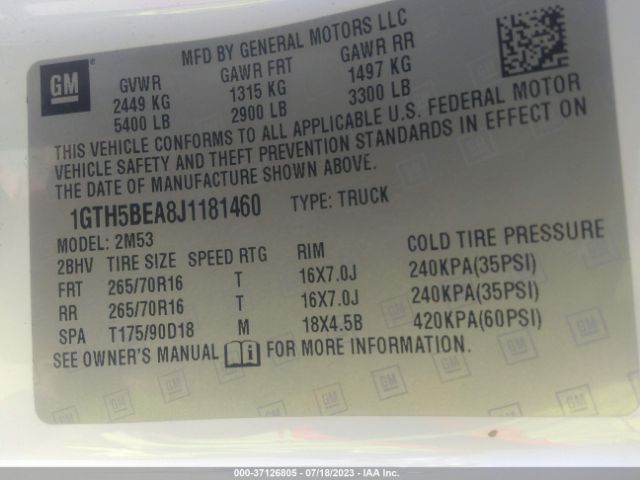 GM
MFD BY GENERAL MOTORS LLC
GVWR GAWR FRT GAWR RR
2449 KG 1315 KG 1497 KG
5400 LB 2900 LB 3300 LB
THIS VEHICLE CONFORMS TO ALL APPLICABLE U.S. FEDERAL MOTOR
VEHICLE SAFETY AND THEFT PREVENTION STANDARDS IN EFFECT ON
THE DATE OF MANUFACTURE SHOWN ABOVE.
1GTH5BEA8J1181460 TYPE: TRUCK
MODEL: 2M53
2BHV TIRE SIZE SPEED RTG RIM COLD TIRE PRESSURE
FRT 265/70R16 T 16X7.0J 240KPA(35PSI)
RR 265/70R16 T 16X7.0J 240KPA(35PSI)
SPA T175/90D18 M 18X4.5B 420KPA(60PSI)
SEE OWNER'S MANUAL i FOR MORE INFORMATION.
000-37126805 - 07/18/2023 - IAA Inc.